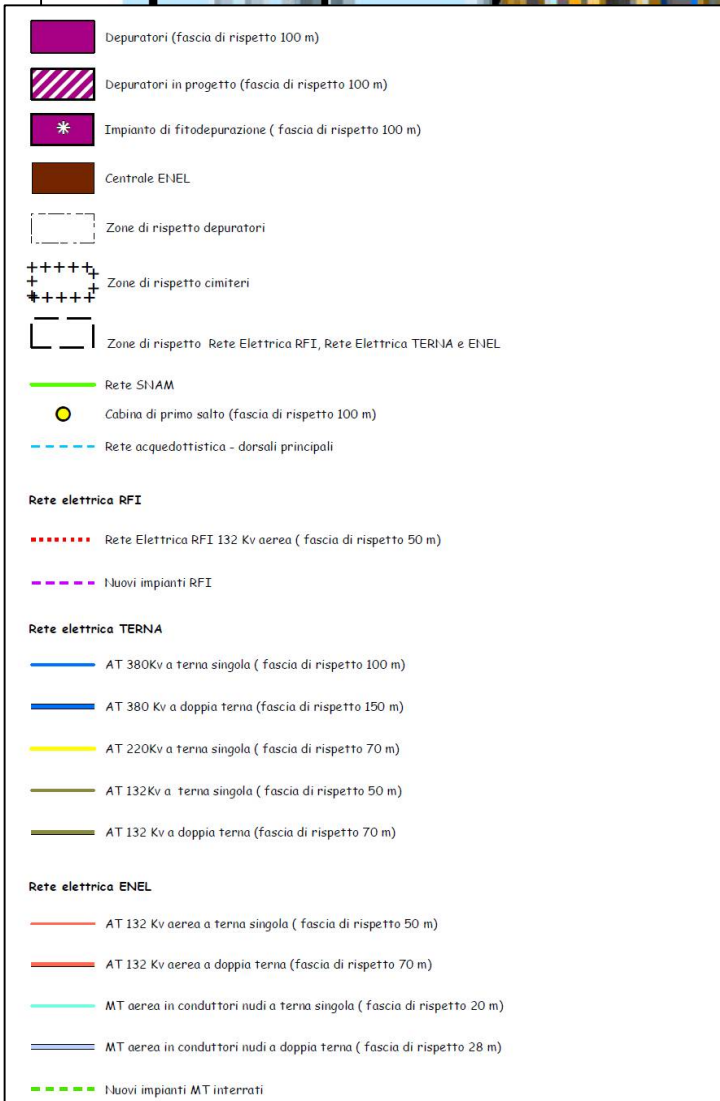 Depuratori (fascia di rispetto 100 m)
Depuratori in progetto (fascia di rispetto 100 m)
Impianto di fitodepurazione ( fascia di rispetto 100 m)
Centrale ENEL
Zone di rispetto depuratori
Zone di rispetto cimiteri
Zone di rispetto Rete Elettrica RFI, Rete Elettrica TERNA e ENEL
Rete SNAM
Cabina di primo salto (fascia di rispetto 100 m)
Rete acquedottistica - dorsali principali
Rete elettrica RFI
Rete Elettrica RFI 132 Kv aerea ( fascia di rispetto 50 m)
Nuovi impianti RFI
Rete elettrica TERNA
AT 380Kv a terna singola ( fascia di rispetto 100 m)
AT 380 Kv a doppia terna (fascia di rispetto 150 m)
AT 220Kv a terna singola ( fascia di rispetto 70 m)
AT 132Kv a terna singola ( fascia di rispetto 50 m)
AT 132 Kv a doppia terna (fascia di rispetto 70 m)
Rete elettrica ENEL
AT 132 Kv aerea a terna singola ( fascia di rispetto 50 m)
AT 132 Kv aerea a doppia terna (fascia di rispetto 70 m)
MT aerea in conduttori nudi a terna singola ( fascia di rispetto 20 m)
MT aerea in conduttori nudi a doppia terna ( fascia di rispetto 28 m)
Nuovi impianti MT interrati